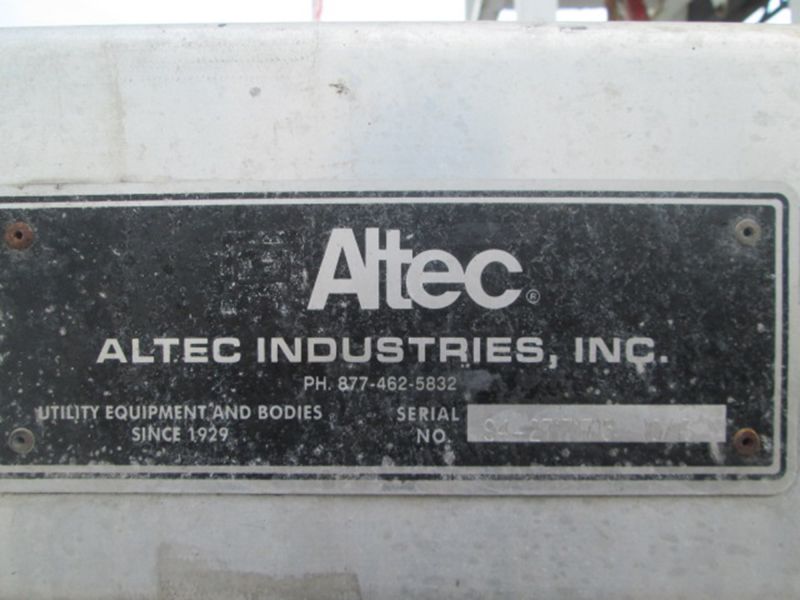 Altec®
ALTEC INDUSTRIES, INC.
PH. 877-462-5832
UTILITY EQUIPMENT AND BODIES
SINCE 1929
SERIAL
NO.